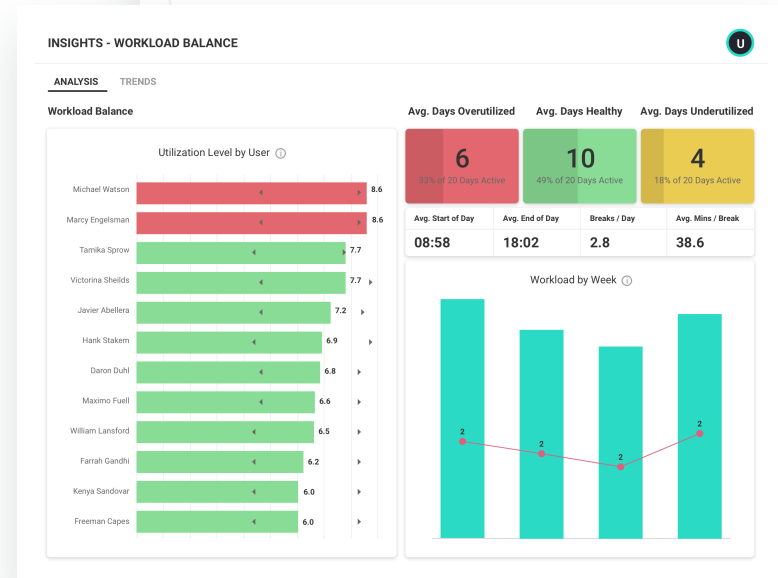 INSIGHTS - WORKLOAD BALANCE
U
ANALYSIS TRENDS
Workload Balance
Utilization Level by User
Michael Watson 8.6
Marcy Engelsman 8.6
Tamika Sprow 7.7
Victorina Sheilds 7.7
Javier Abellera 7.2
Hank Stakem 6.9
Daron Duhl 6.8
Maximo Fuell 6.6
William Lansford 6.5
Farrah Gandhi 6.2
Kenya Sandovar 6.0
Freeman Capes 6.0
Avg. Days Overutilized
6
33% of 20 Days Active
Avg. Days Healthy
10
49% of 20 Days Active
Avg. Days Underutilized
4
18% of 20 Days Active
Avg. Start of Day
08:58
Avg. End of Day
18:02
Breaks / Day
2.8
Avg. Mins / Break
38.6
Workload by Week
2
2
2
2